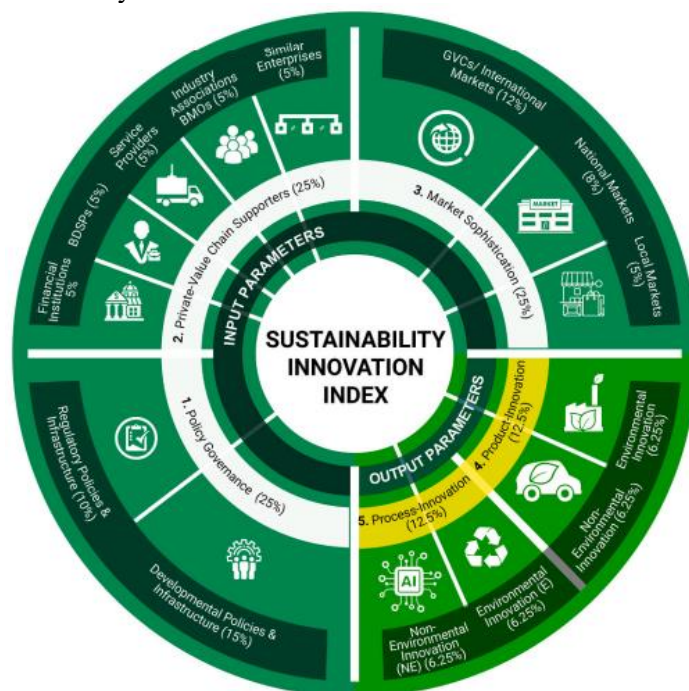 SUSTAINABILITY
INNOVATION
INDEX
INPUT PARAMETERS
OUTPUT PARAMETERS
1. Policy Governance (25%)
Regulatory Policies &
Infrastructure (10%)
Developmental Policies &
Infrastructure (15%)
2. Private-Value Chain Supporters (25%)
Financial
Institutions
5%
BDSPs (5%)
Service
Providers
(5%)
Industry
Associations
BMOs (5%)
Similar
Enterprises
(5%)
3. Market Sophistication (25%)
GVCs/ International
Markets (12%)
National Markets
(8%)
Local Markets
(5%)
MARKET
4. Product-Innovation
(12.5%)
Environmental
Innovation
(6.25%)
Non-
Environmental
Innovation (6.25%)
5. Process-Innovation
(12.5%)
Environmental
Innovation (E)
(6.25%)
Non-
Environmental
Innovation
(NE) (6.25%)
AI